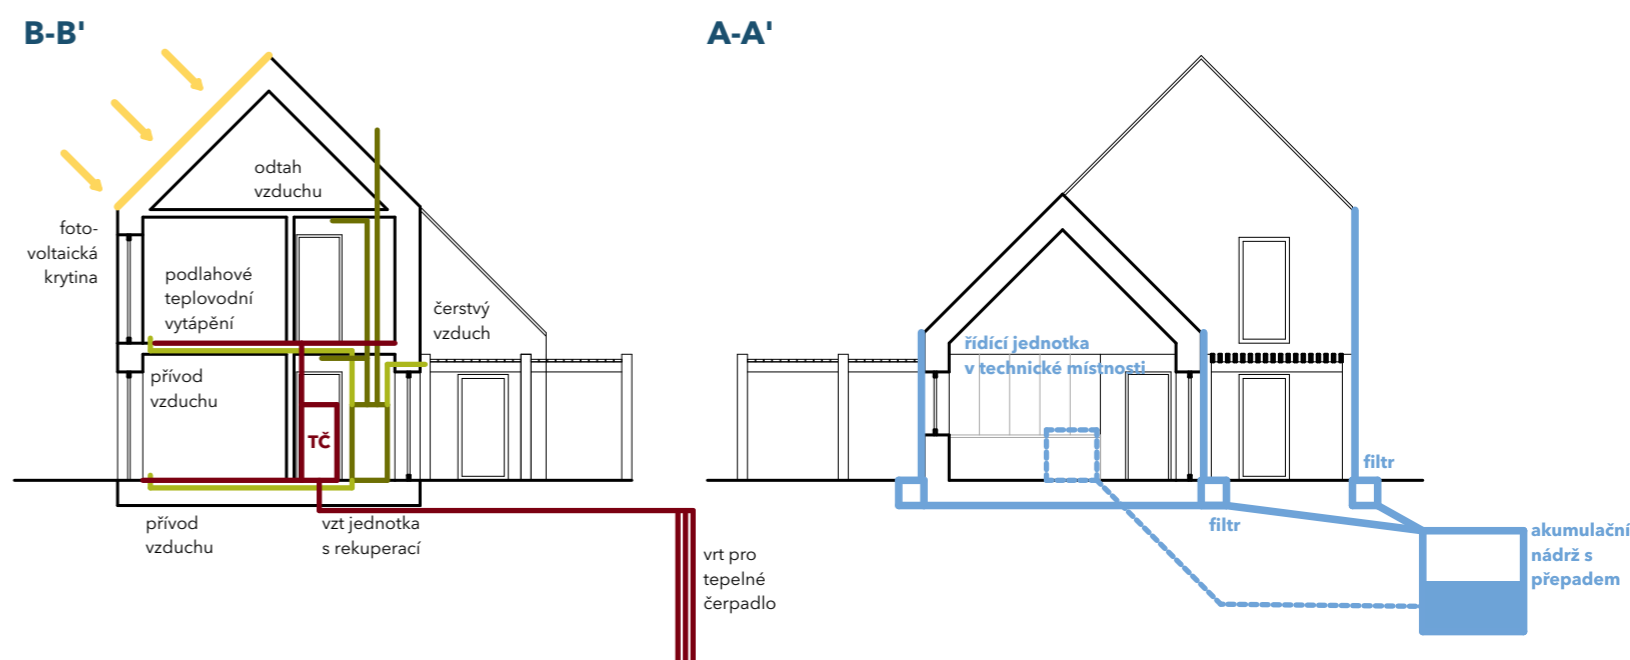 B-B'
odtah
vzduchu
foto-
voltaická
krytina
podlahové
teplovodní
vytápění
čerstvý
vzduch
přívod
vzduchu
TČ
přívod
vzduchu
vzt jednotka
s rekuperací
vrt pro
tepelné
čerpadlo
A-A'
řídící jednotka
v technické místnosti
filtr
filtr
akumulační
nádrž s
přepadem